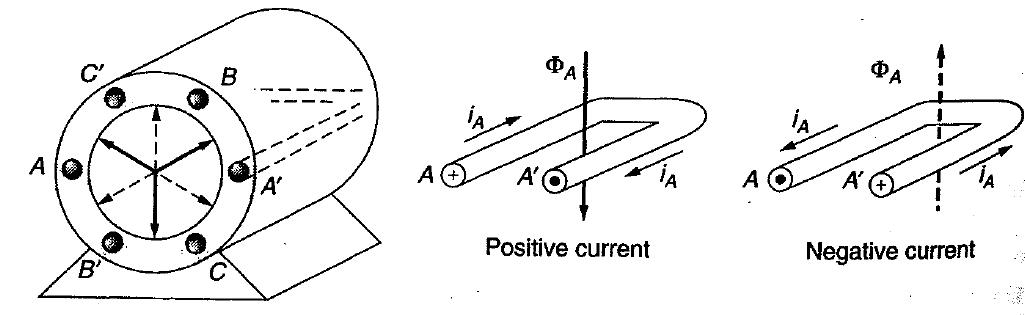 C′ B
A A′
B′ C
Φ_A
i_A
A + A′ •
i_A
Positive current
Φ_A
i_A
A • A′ +
i_A
Negative current